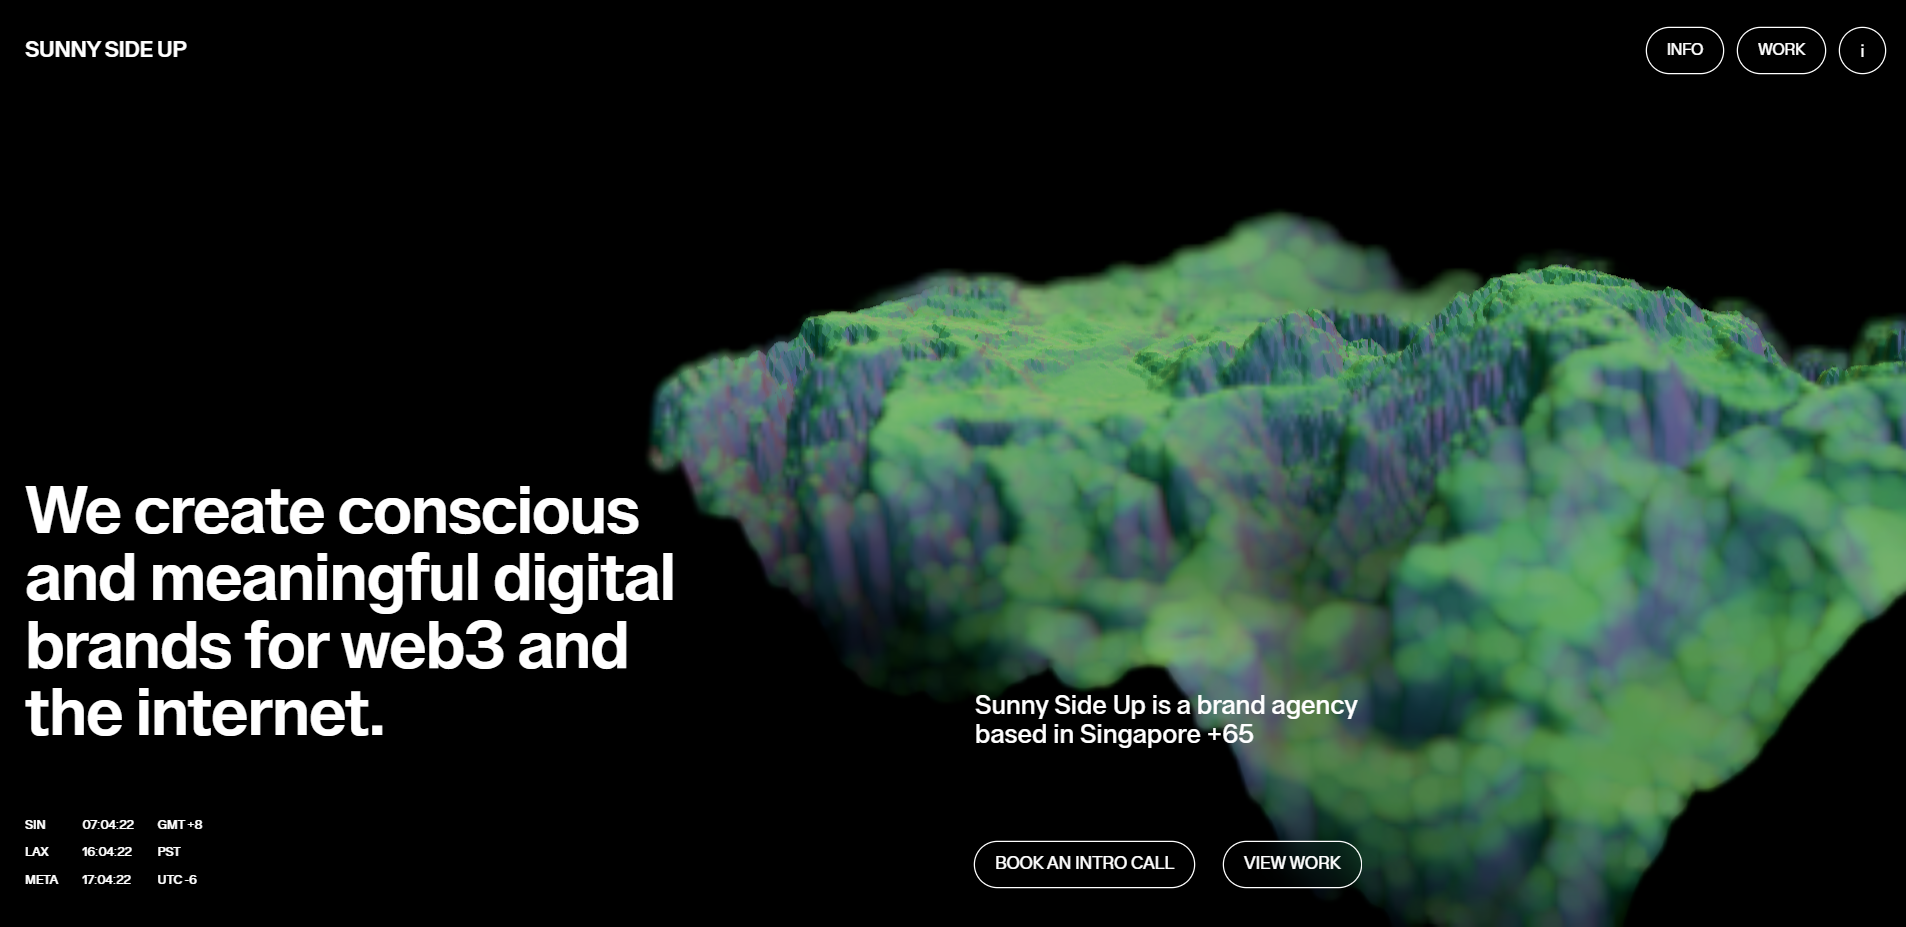 SUNNY SIDE UP
INFO
WORK
i
We create conscious
and meaningful digital
brands for web3 and
the internet.
Sunny Side Up is a brand agency
based in Singapore +65
SIN 07:04:22 GMT +8
LAX 16:04:22 PST
META 17:04:22 UTC -6
BOOK AN INTRO CALL
VIEW WORK